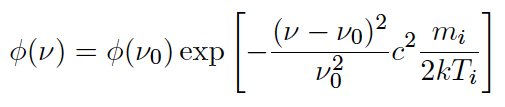 ϕ(ν) = ϕ(ν₀) exp [ − (ν − ν₀)² / ν₀² c² mᵢ / 2kTᵢ ]